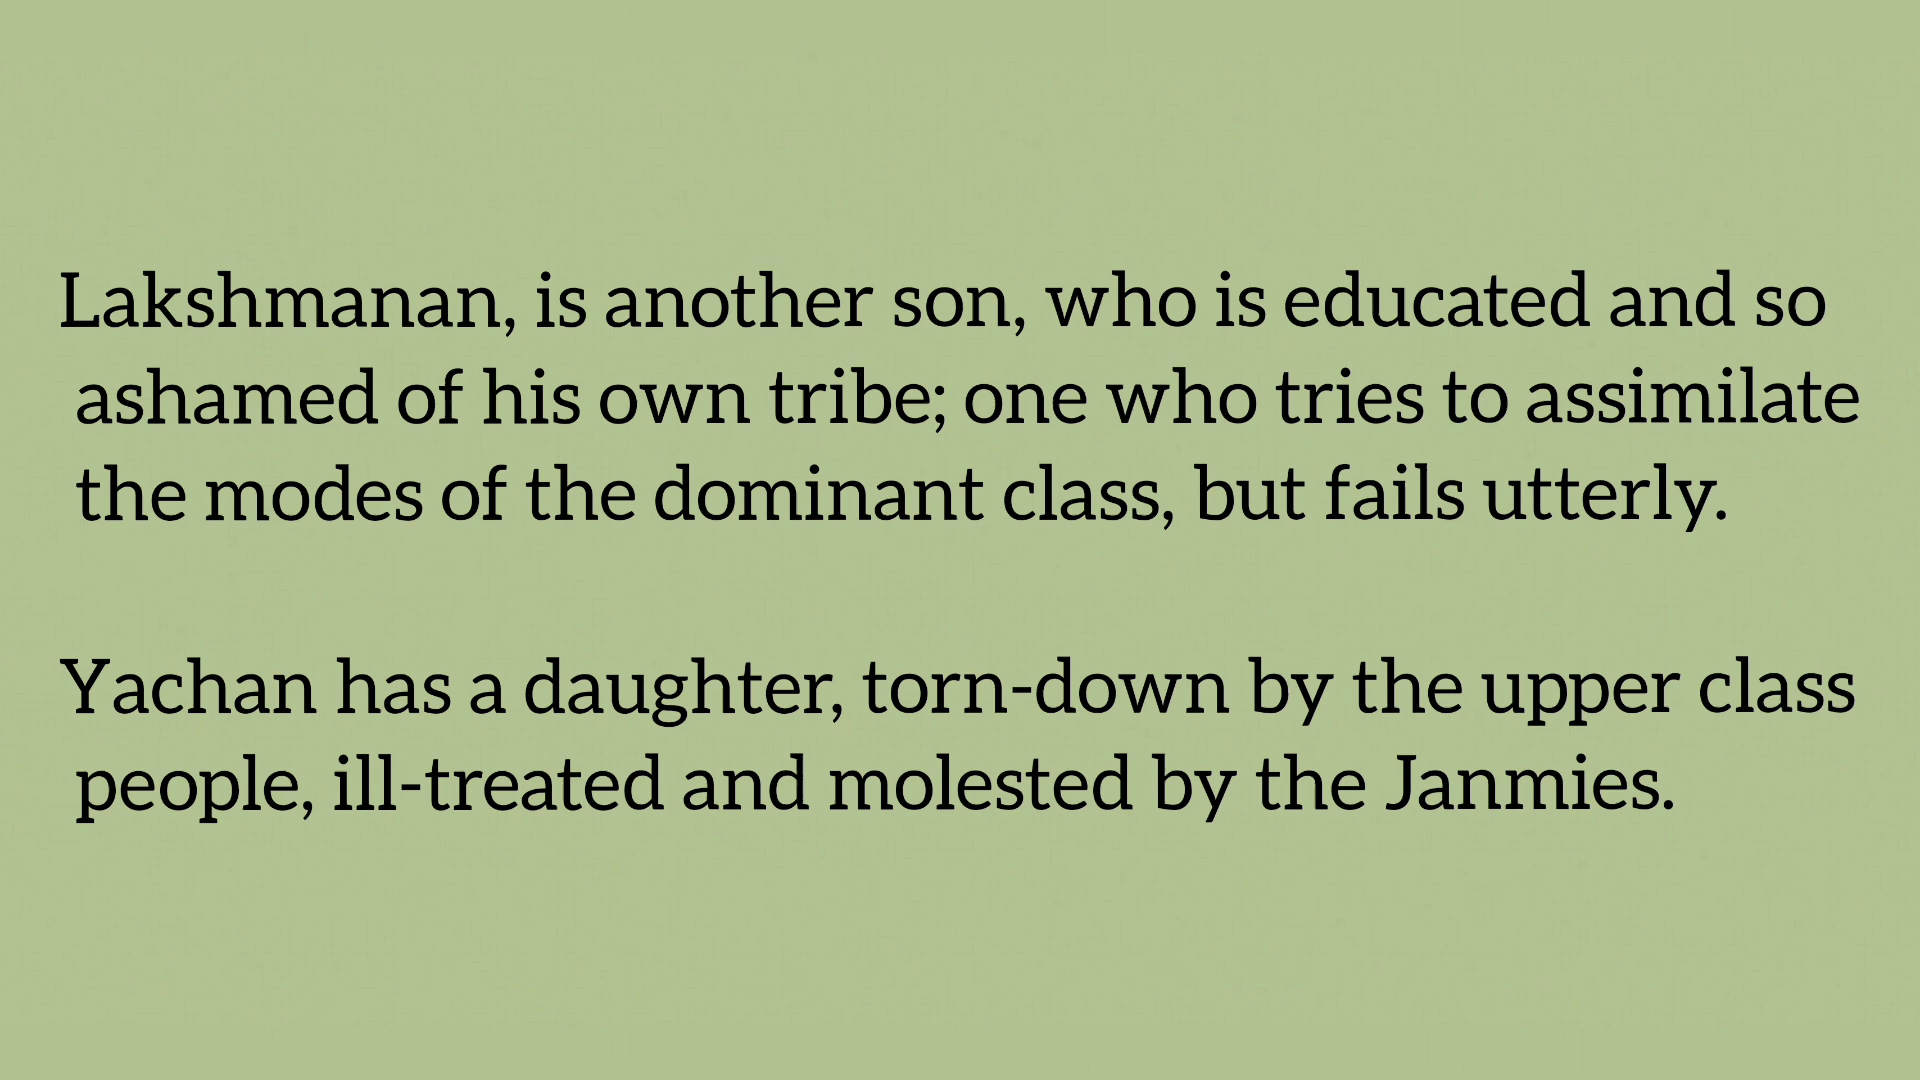 Lakshmanan, is another son, who is educated and so
ashamed of his own tribe; one who tries to assimilate
the modes of the dominant class, but fails utterly.
Yachan has a daughter, torn-down by the upper class
people, ill-treated and molested by the Janmies.